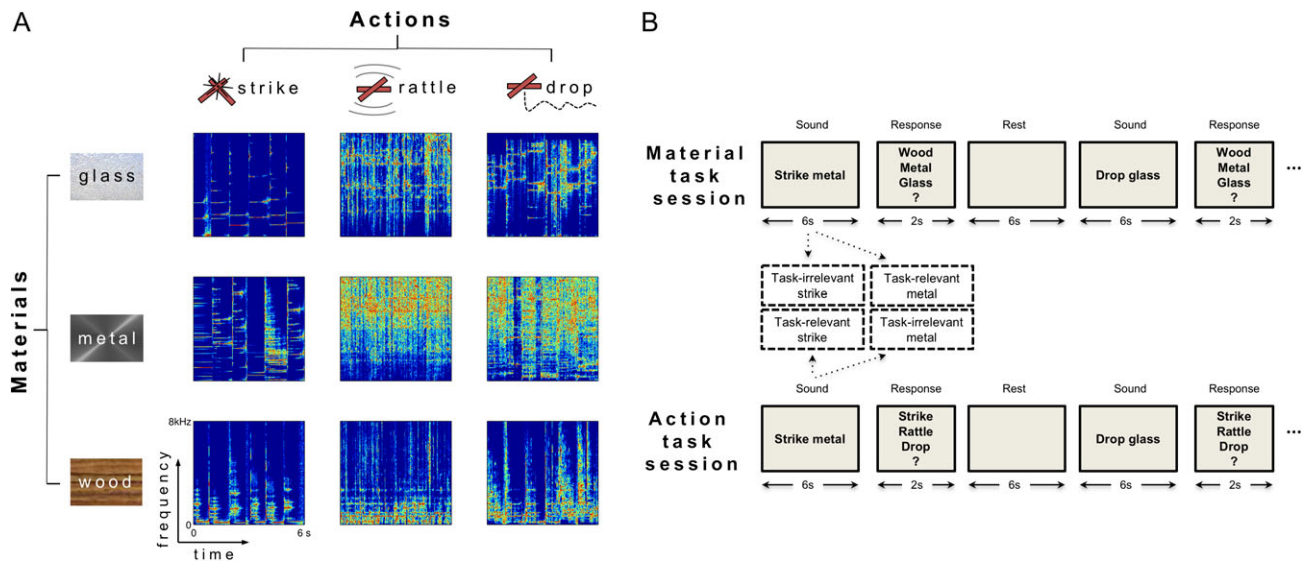 A
Actions
strike
rattle
drop
Materials
glass
metal
wood
8kHz
frequency
0
0
6 s
time
B
Material
task
session
Sound
Response
Rest
Sound
Response
Strike metal
Wood
Metal
Glass
?
Drop glass
Wood
Metal
Glass
?
...
6s
2s
6s
6s
2s
Task-irrelevant
strike
Task-relevant
metal
Task-relevant
strike
Task-irrelevant
metal
Action
task
session
Sound
Response
Rest
Sound
Response
Strike metal
Strike
Rattle
Drop
?
Drop glass
Strike
Rattle
Drop
?
...
6s
2s
6s
6s
2s